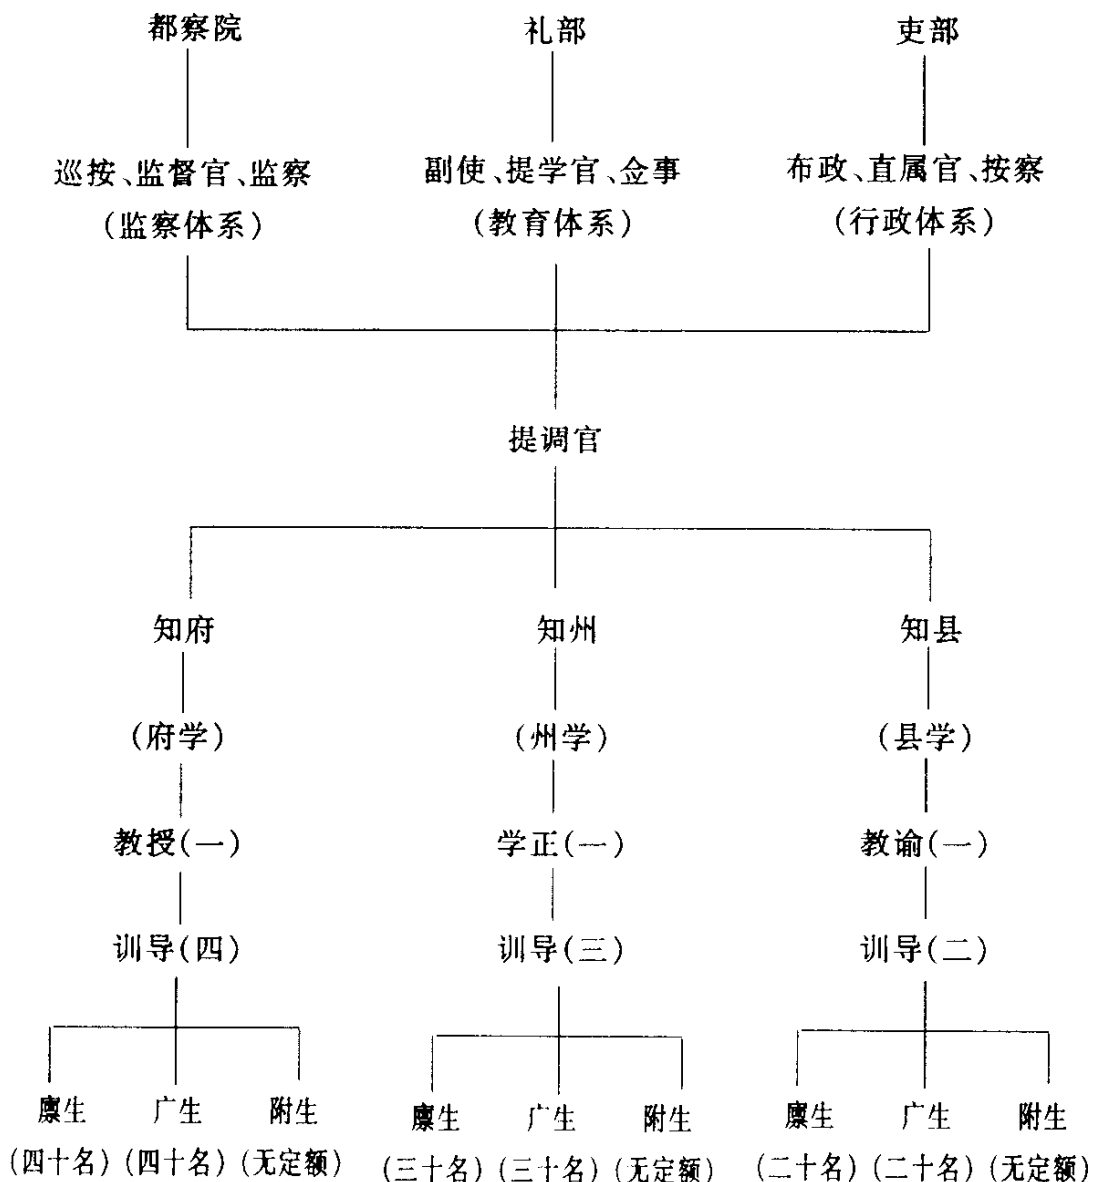 都察院 礼部 吏部
巡按、监督官、监察 副使、提学官、佥事 布政、直属官、按察
(监察体系) (教育体系) (行政体系)
提调官
知府 知州 知县
(府学) (州学) (县学)
教授(一) 学正(一) 教谕(一)
训导(四) 训导(三) 训导(二)
廪生 广生 附生 廪生 广生 附生 廪生 广生 附生
(四十名) (四十名) (无定额) (三十名) (三十名) (无定额) (二十名) (二十名) (无定额)